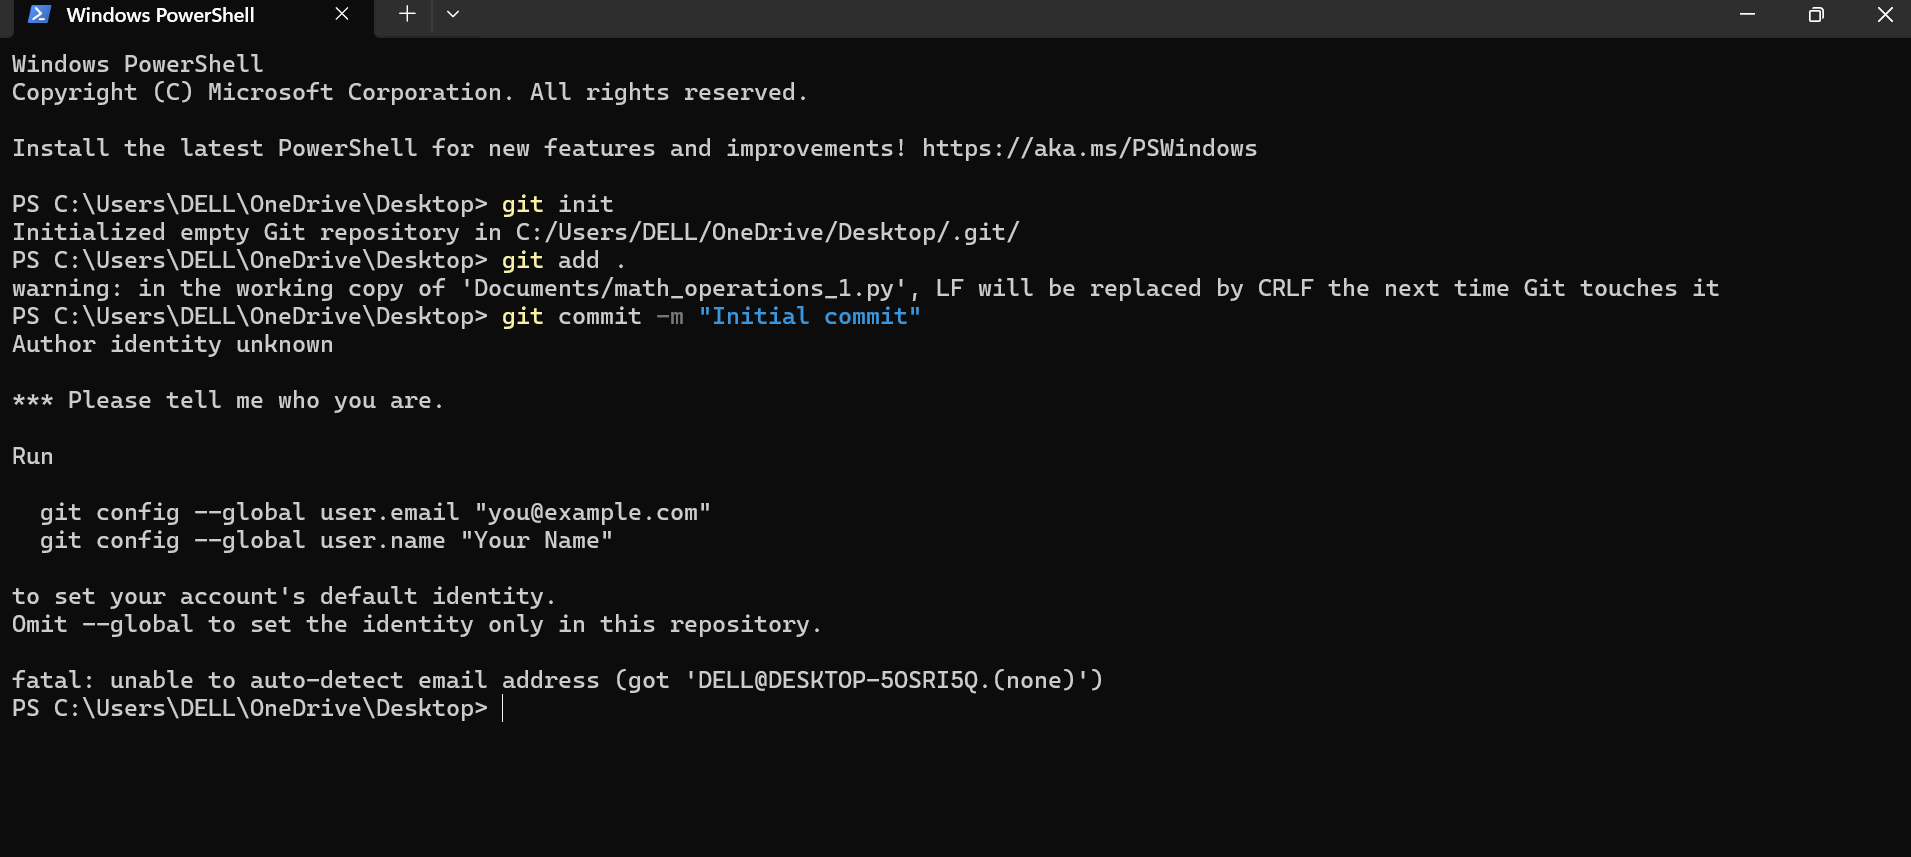 Windows PowerShell
Windows PowerShell
Copyright (C) Microsoft Corporation. All rights reserved.
Install the latest PowerShell for new features and improvements! https://aka.ms/PSWindows
PS C:\Users\DELL\OneDrive\Desktop> git init
Initialized empty Git repository in C:/Users/DELL/OneDrive/Desktop/.git/
PS C:\Users\DELL\OneDrive\Desktop> git add .
warning: in the working copy of 'Documents/math_operations_1.py', LF will be replaced by CRLF the next time Git touches it
PS C:\Users\DELL\OneDrive\Desktop> git commit -m "Initial commit"
Author identity unknown
*** Please tell me who you are.
Run
git config --global user.email "you@example.com"
git config --global user.name "Your Name"
to set your account's default identity.
Omit --global to set the identity only in this repository.
fatal: unable to auto-detect email address (got 'DELL@DESKTOP-5OSRI5Q.(none)')
PS C:\Users\DELL\OneDrive\Desktop>